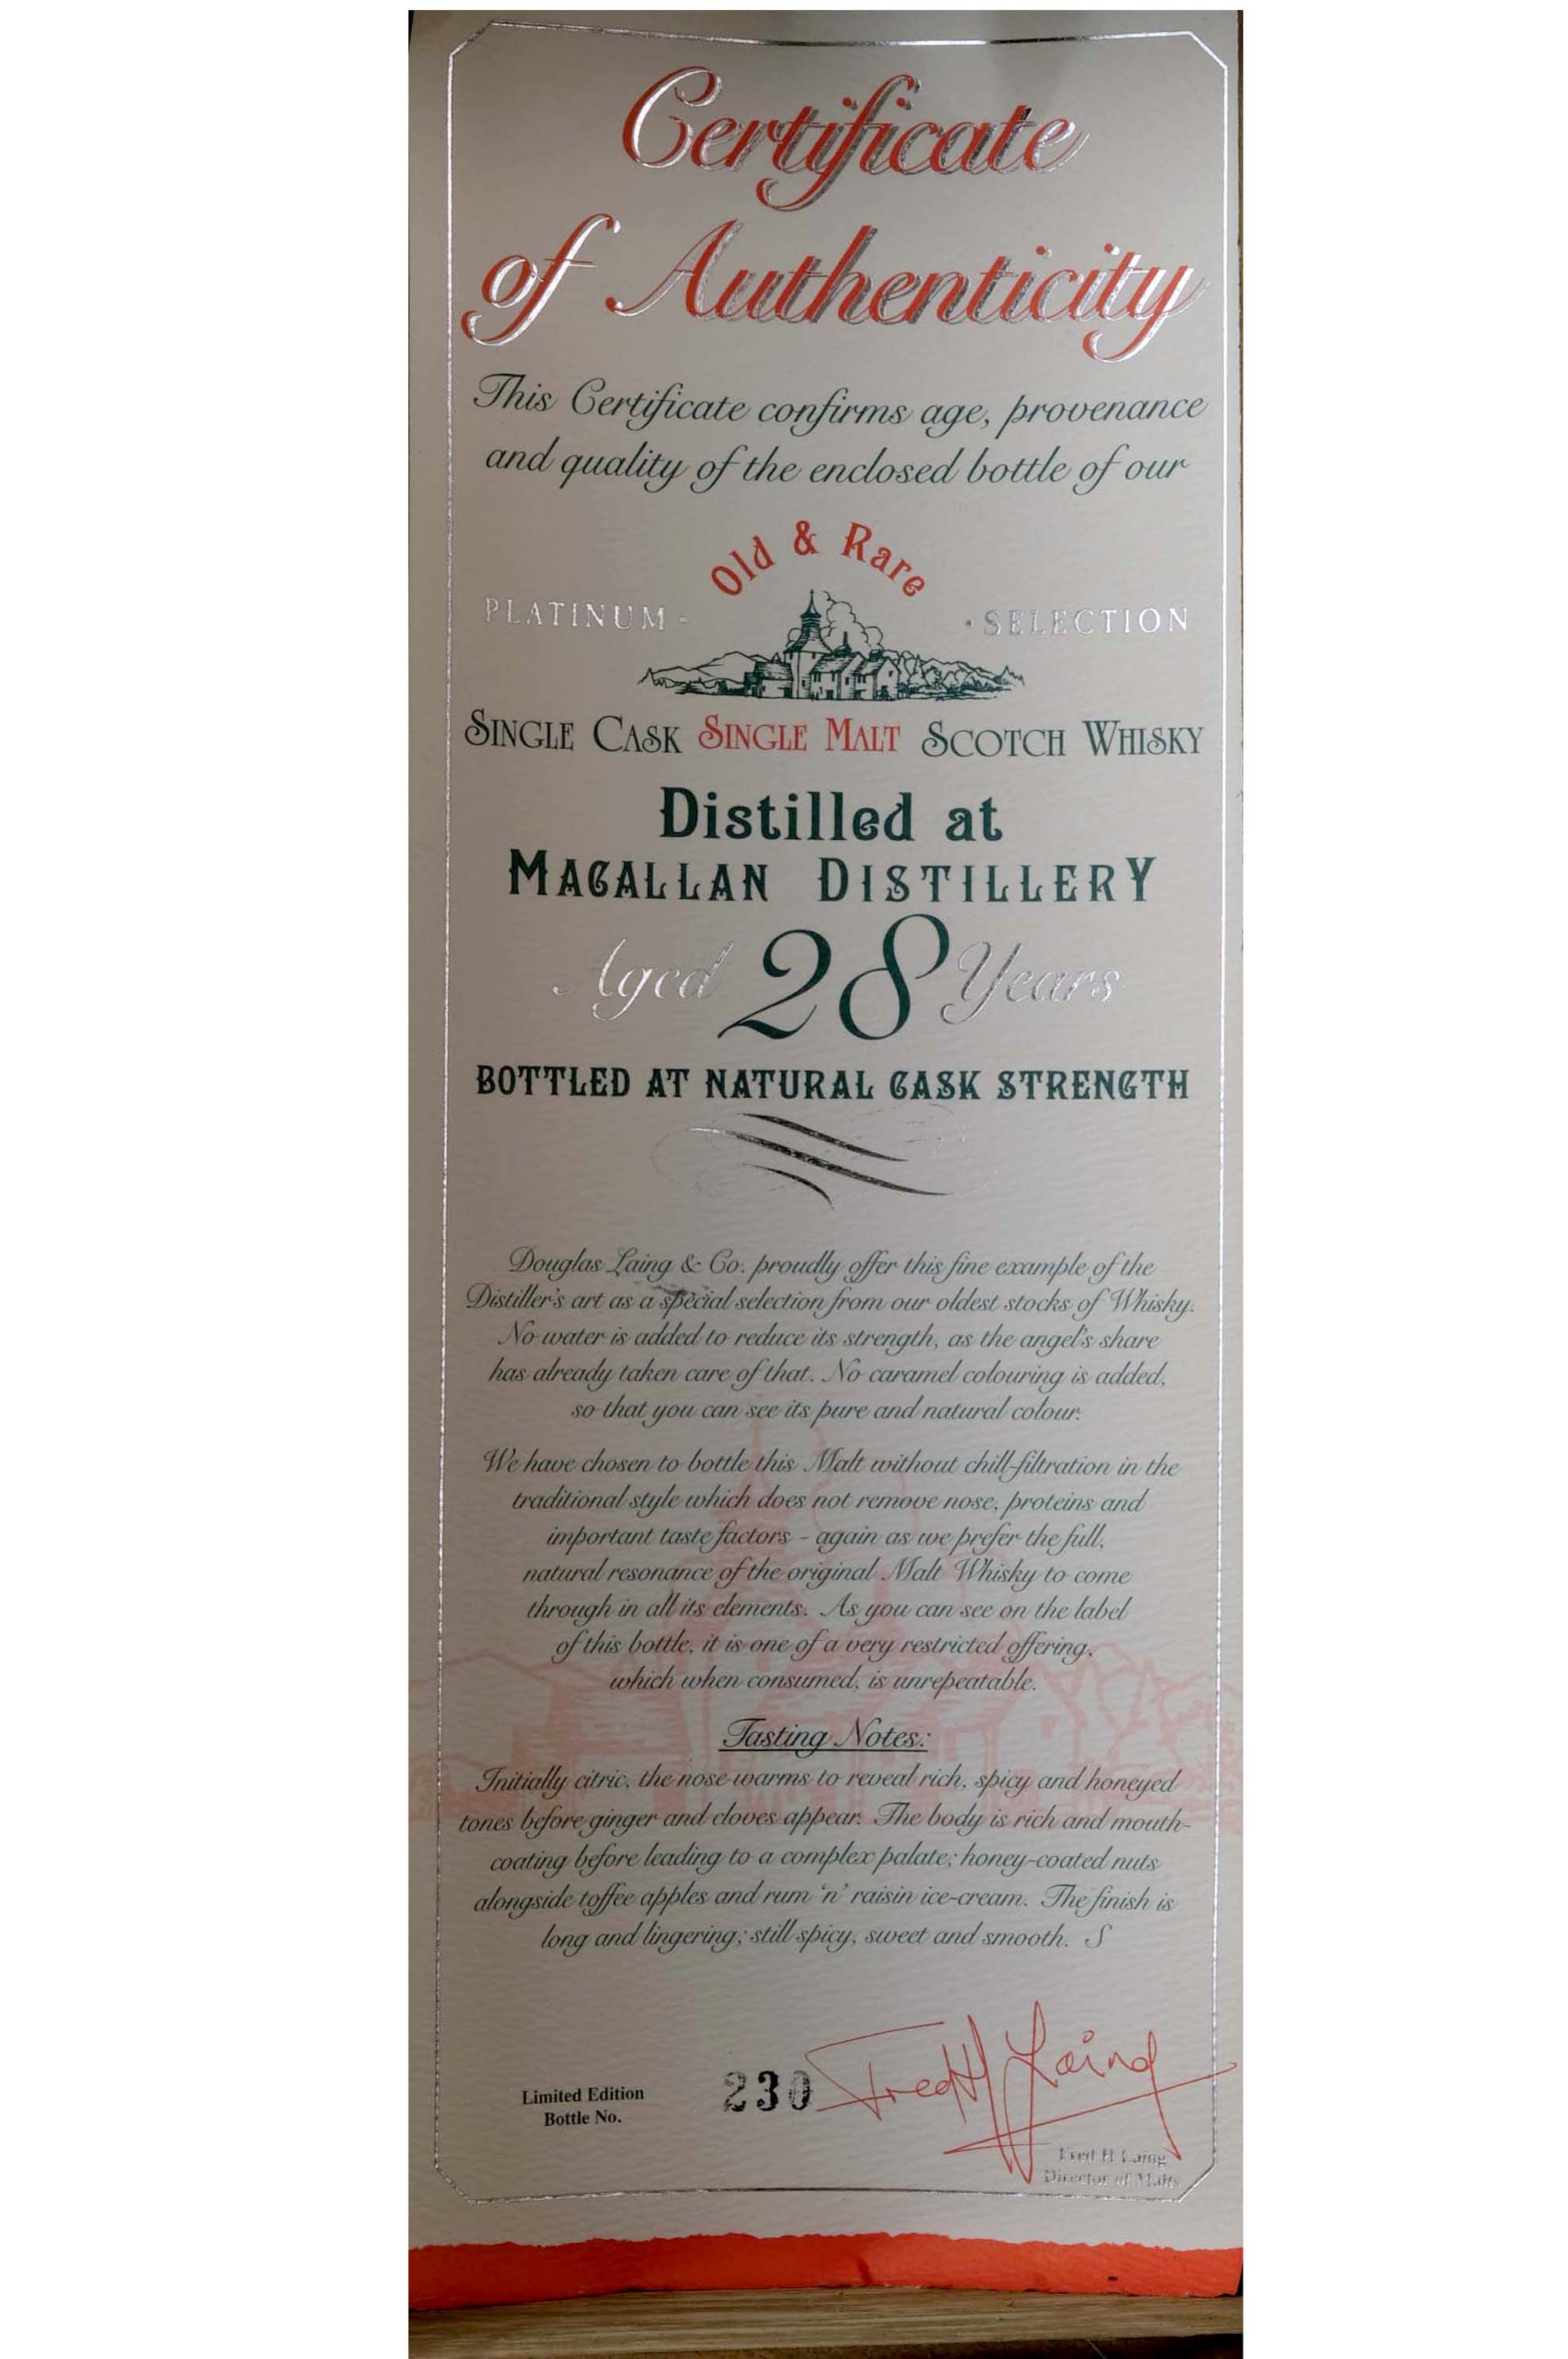 Certificate
of Authenticity
This Certificate confirms age, provenance
and quality of the enclosed bottle of our
Old & Rare
PLATINUM · · SELECTION
SINGLE CASK SINGLE MALT SCOTCH WHISKY
Distilled at
MACALLAN DISTILLERY
Aged 28 Years
BOTTLED AT NATURAL CASK STRENGTH
Douglas Laing & Co. proudly offer this fine example of the
Distiller's art as a special selection from our oldest stocks of Whisky.
No water is added to reduce its strength, as the angel's share
has already taken care of that. No caramel colouring is added,
so that you can see its pure and natural colour.
We have chosen to bottle this Malt without chill-filtration in the
traditional style which does not remove nose, proteins and
important taste factors - again as we prefer the full,
natural resonance of the original Malt Whisky to come
through in all its elements. As you can see on the label
of this bottle, it is one of a very restricted offering,
which when consumed, is unrepeatable.
Tasting Notes:
Initially citric, the nose warms to reveal rich, spicy and honeyed
tones before ginger and cloves appear. The body is rich and mouth-
coating before leading to a complex palate; honey-coated nuts
alongside toffee apples and rum 'n' raisin ice-cream. The finish is
long and lingering; still spicy, sweet and smooth. S
Fred H Laing
Limited Edition
Bottle No. 230
Fred H Laing
Director of Malts